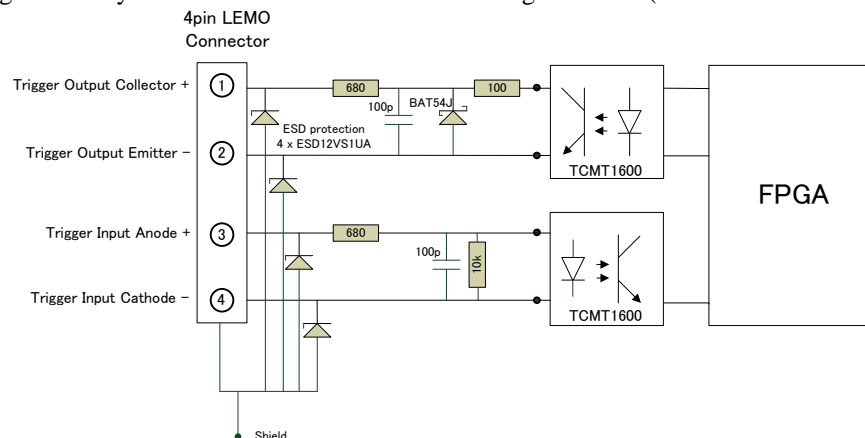 4pin LEMO
Connector
Trigger Output Collector +
1
680
100p
BAT54J
100
ESD protection
4 x ESD12VS1UA
Trigger Output Emitter -
2
TCMT1600
FPGA
Trigger Input Anode +
3
680
100p
10k
Trigger Input Cathode -
4
TCMT1600
Shield